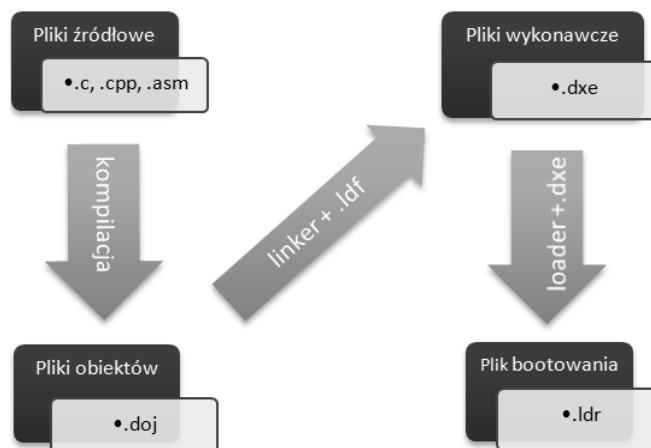 Pliki źródłowe
•.c, .cpp, .asm
kompilacja
Pliki obiektów
•.doj
linker + .ldf
Pliki wykonawcze
•.dxe
loader +.dxe
Plik bootowania
•.ldr